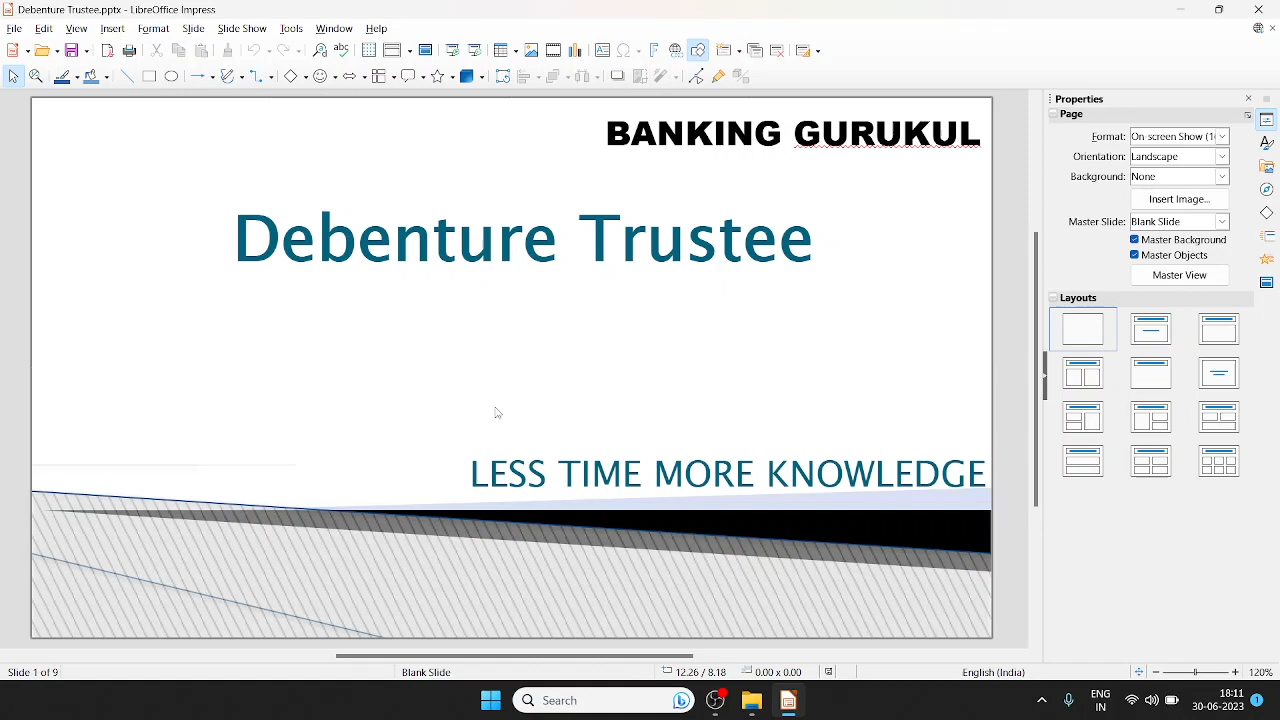 Debenture Trustee.pptx - LibreOffice Impress
File Edit View Insert Format Slide Slide Show Tools Window Help
Properties
Page
Format: On-screen Show (1
Orientation: Landscape
Background: None
Insert Image...
Master Slide: Blank Slide
Master Background
Master Objects
Master View
Layouts
BANKING GURUKUL
Debenture Trustee
LESS TIME MORE KNOWLEDGE
Slide 1 of 9 Blank Slide 12.26 / 8.18 0.00 x 0.00 English (India) 120%
Search
ENG
IN
18:11
30-06-2023
1